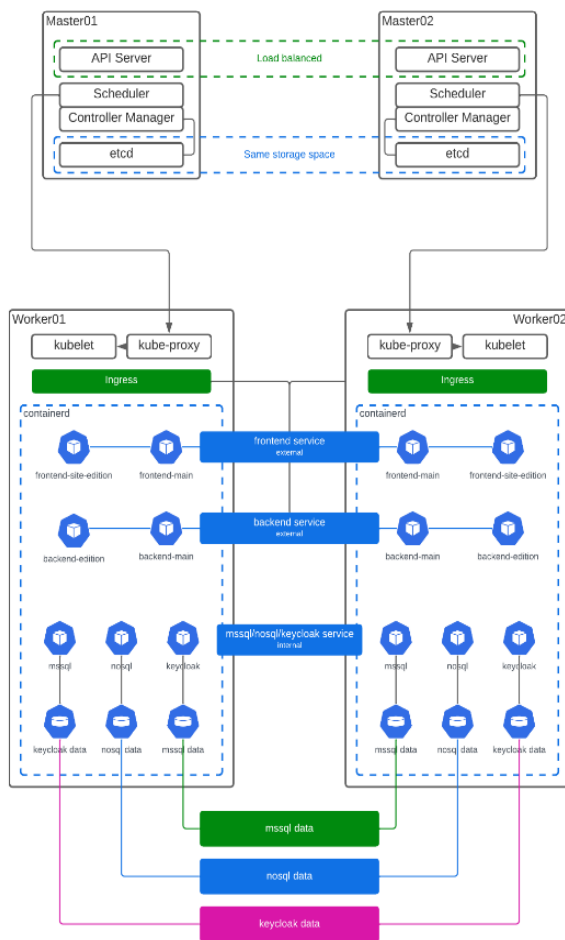 Master01
Master02
API Server
Load balanced
API Server
Scheduler
Scheduler
Controller Manager
Controller Manager
etcd
Same storage space
etcd
Worker01
Worker02
kubelet
kube-proxy
kube-proxy
kubelet
Ingress
Ingress
containerd
containerd
frontend service
external
frontend-site-edition
frontend-main
frontend-main
frontend-site-edition
backend service
external
backend-edition
backend-main
backend-main
backend-edition
mssql/nosql/keycloak service
internal
mssql
nosql
keycloak
mssql
nosql
keycloak
keycloak data
nosql data
mssql data
mssql data
nosql data
keycloak data
mssql data
nosql data
keycloak data